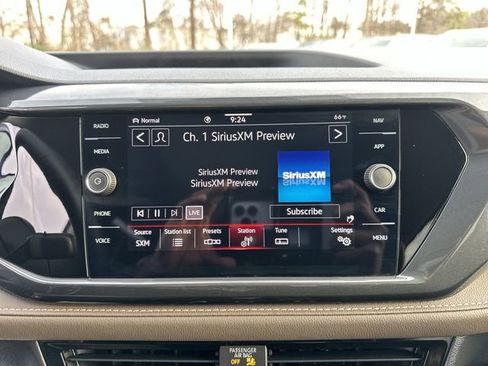 Normal 9:24 66°F
RADIO NAV
Ch. 1 SiriusXM Preview
MEDIA APP
SiriusXM Preview
SiriusXM Preview
SiriusXM
PHONE CAR
LIVE Subscribe
VOICE MENU
Source Station list Presets Station Tune Settings
SXM
PASSENGER
AIR BAG
OFF